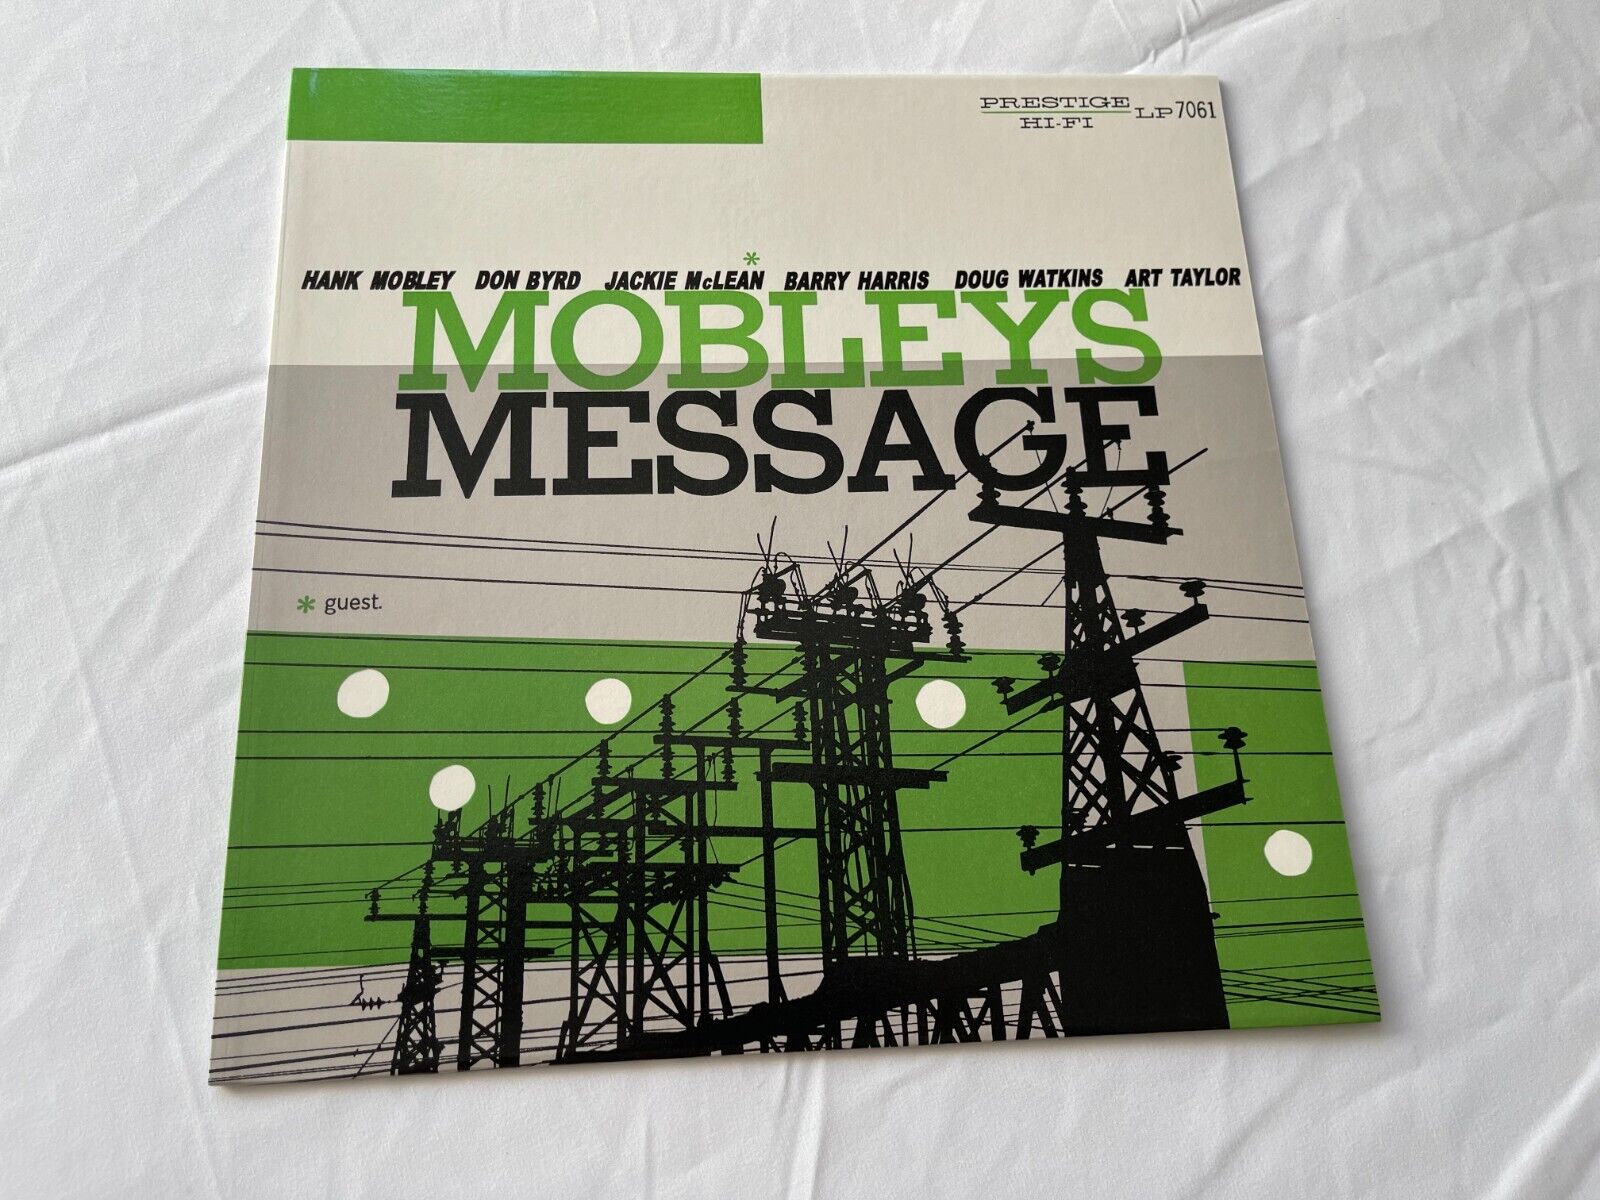 PRESTIGE
HI-FI LP 7061
*
HANK MOBLEY DON BYRD JACKIE McLEAN BARRY HARRIS DOUG WATKINS ART TAYLOR
MOBLEYS
MESSAGE
* guest.